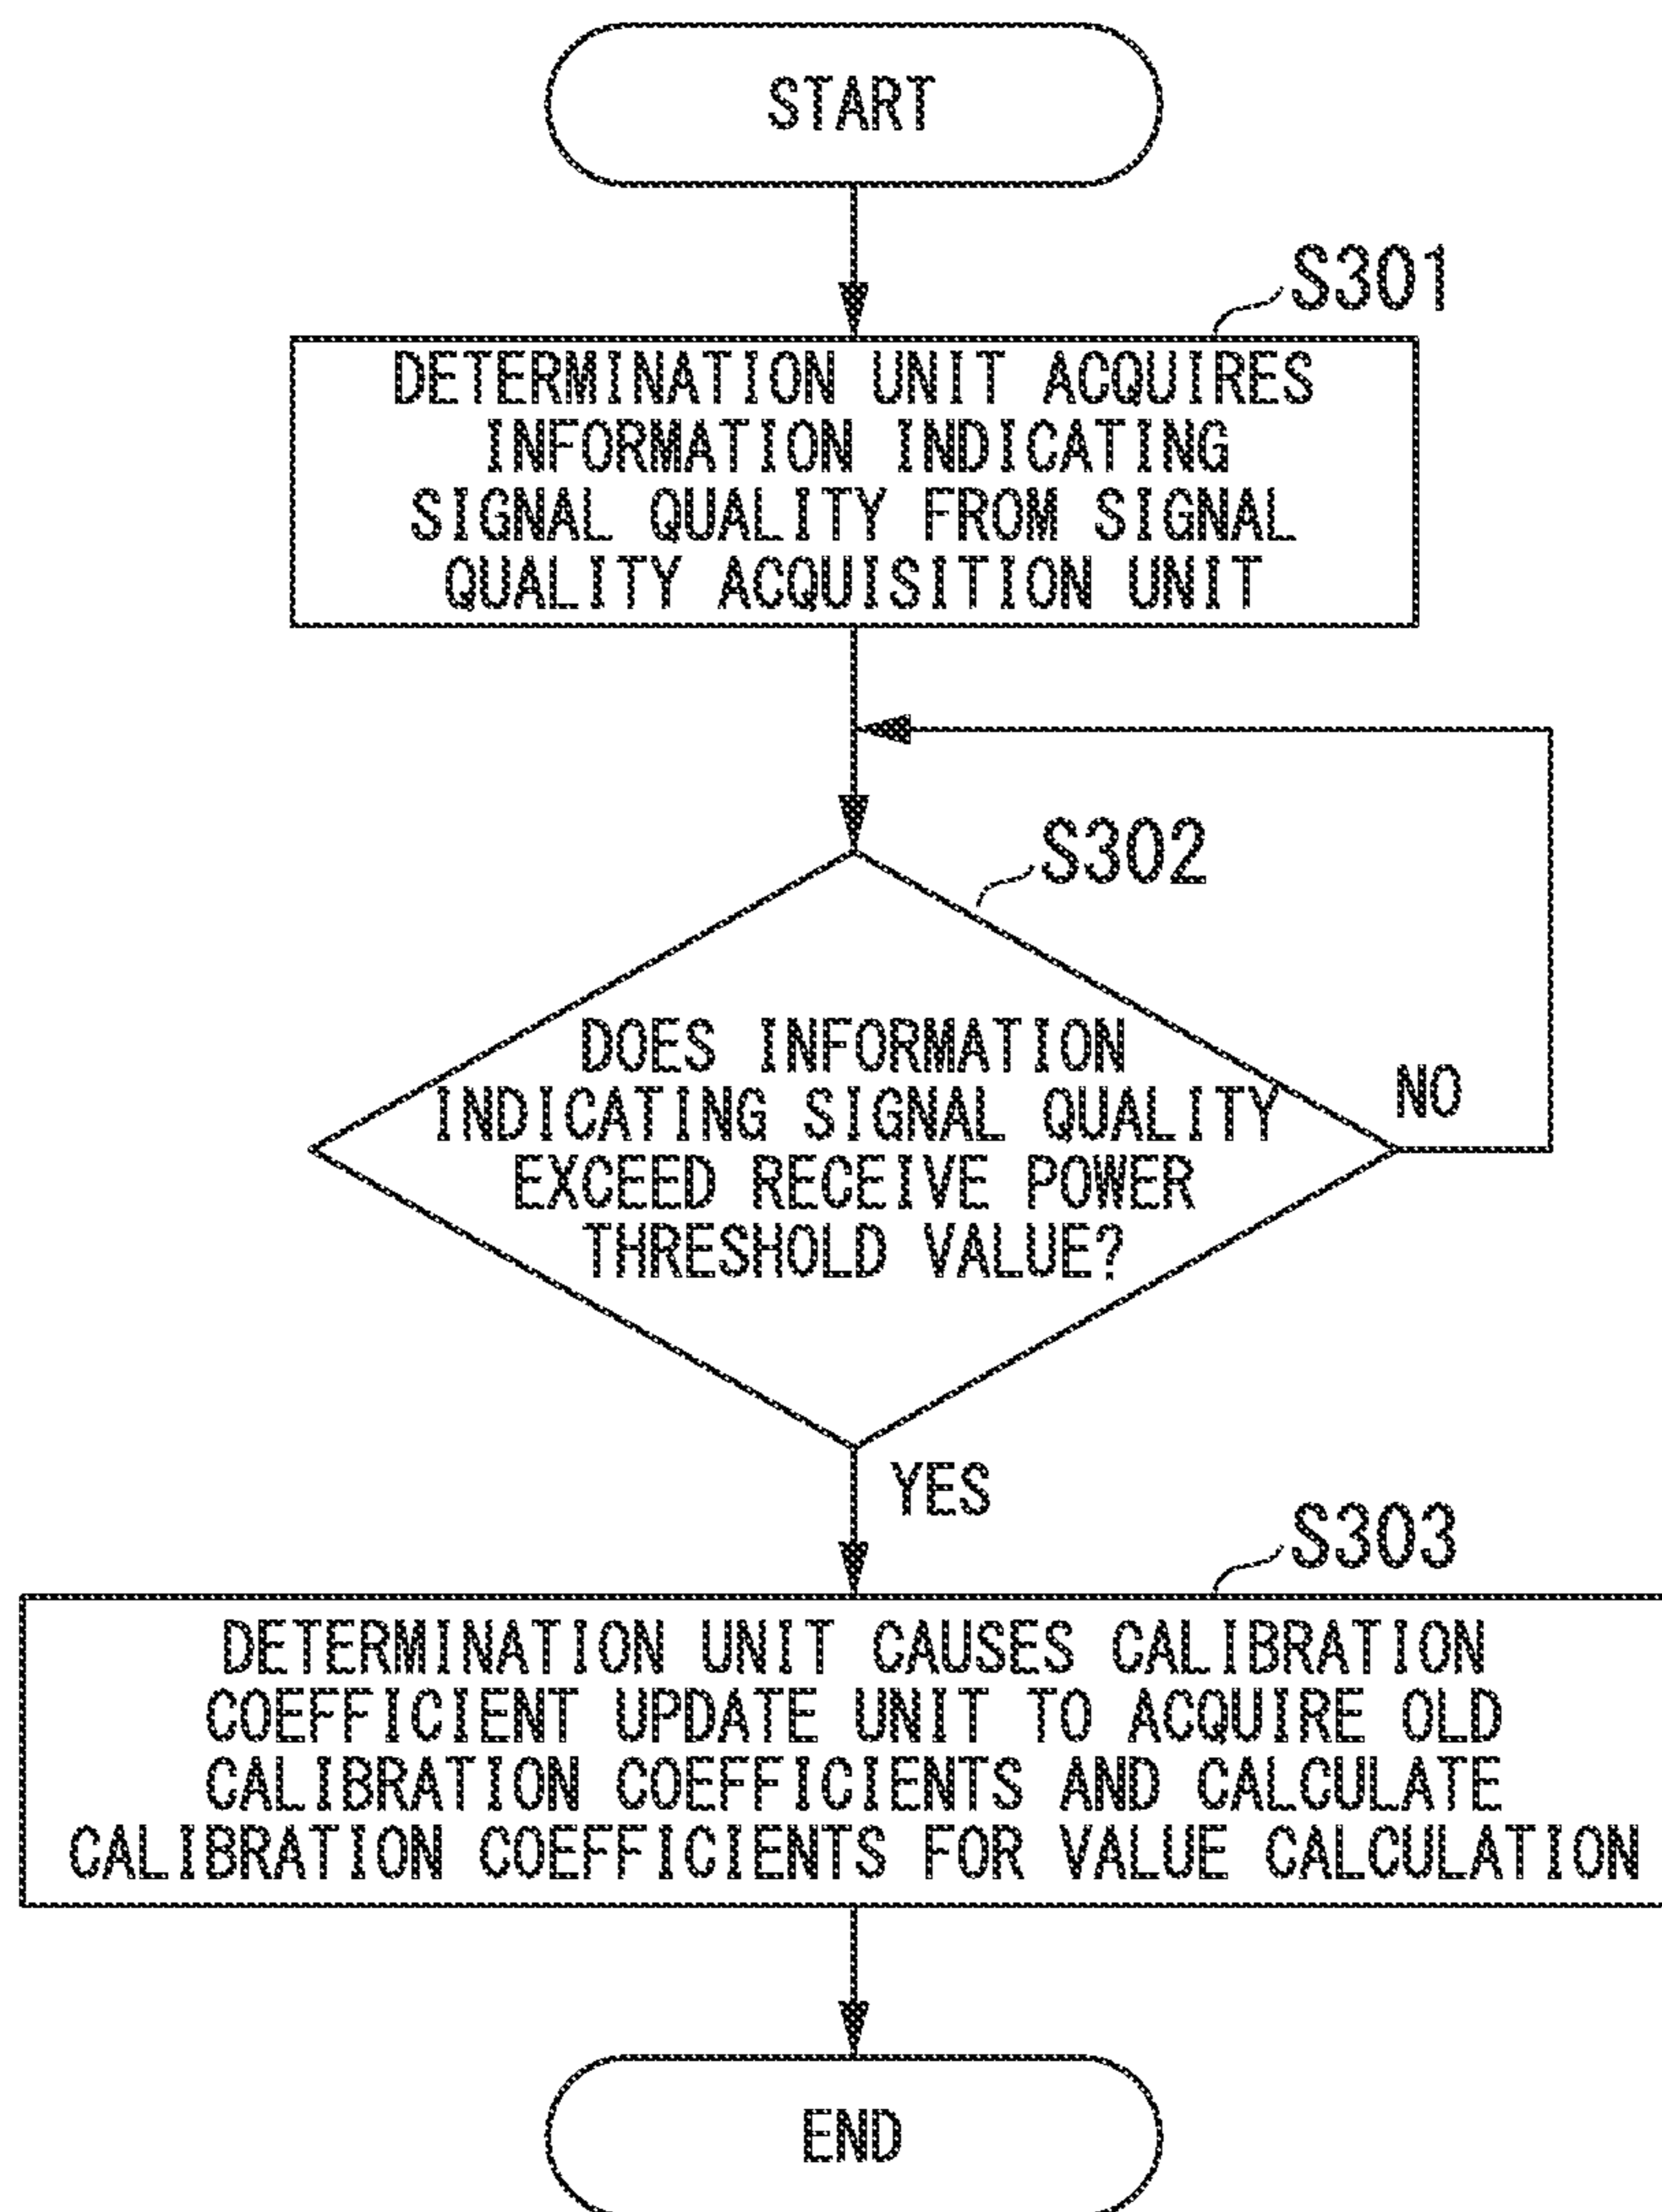 START
S301
DETERMINATION UNIT ACQUIRES
INFORMATION INDICATING
SIGNAL QUALITY FROM SIGNAL
QUALITY ACQUISITION UNIT
S302
DOES INFORMATION
INDICATING SIGNAL QUALITY
EXCEED RECEIVE POWER
THRESHOLD VALUE?
NO
YES
S303
DETERMINATION UNIT CAUSES CALIBRATION
COEFFICIENT UPDATE UNIT TO ACQUIRE OLD
CALIBRATION COEFFICIENTS AND CALCULATE
CALIBRATION COEFFICIENTS FOR VALUE CALCULATION
END